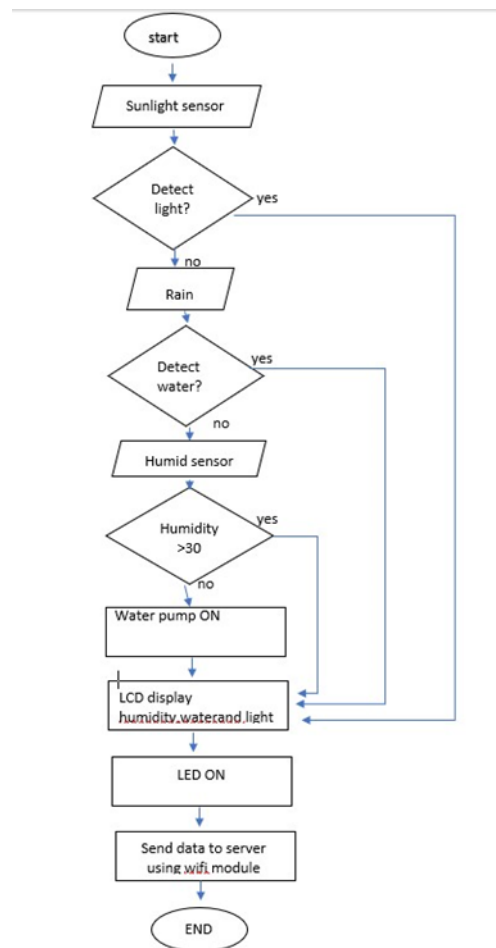 start
Sunlight sensor
Detect
light?
yes
no
Rain
Detect
water?
yes
no
Humid sensor
Humidity
>30
yes
no
Water pump ON
LCD display
humidity,waterand light
LED ON
Send data to server
using wifi module
END